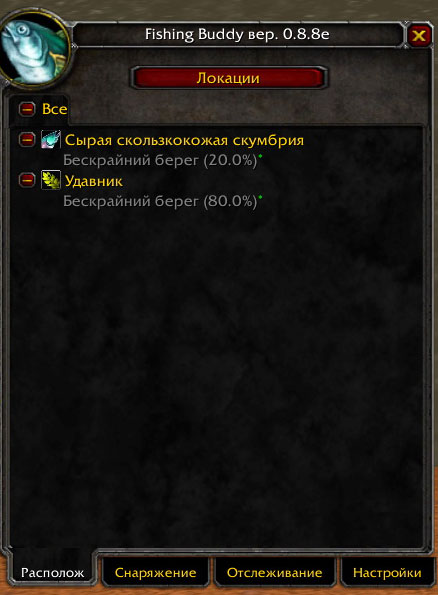 Fishing Buddy вер. 0.8.8e
Локации
Все
Сырая скользкокожая скумбрия
Бескрайний берег (20.0%)*
Удавник
Бескрайний берег (80.0%)*
Располож Снаряжение Отслеживание Настройки